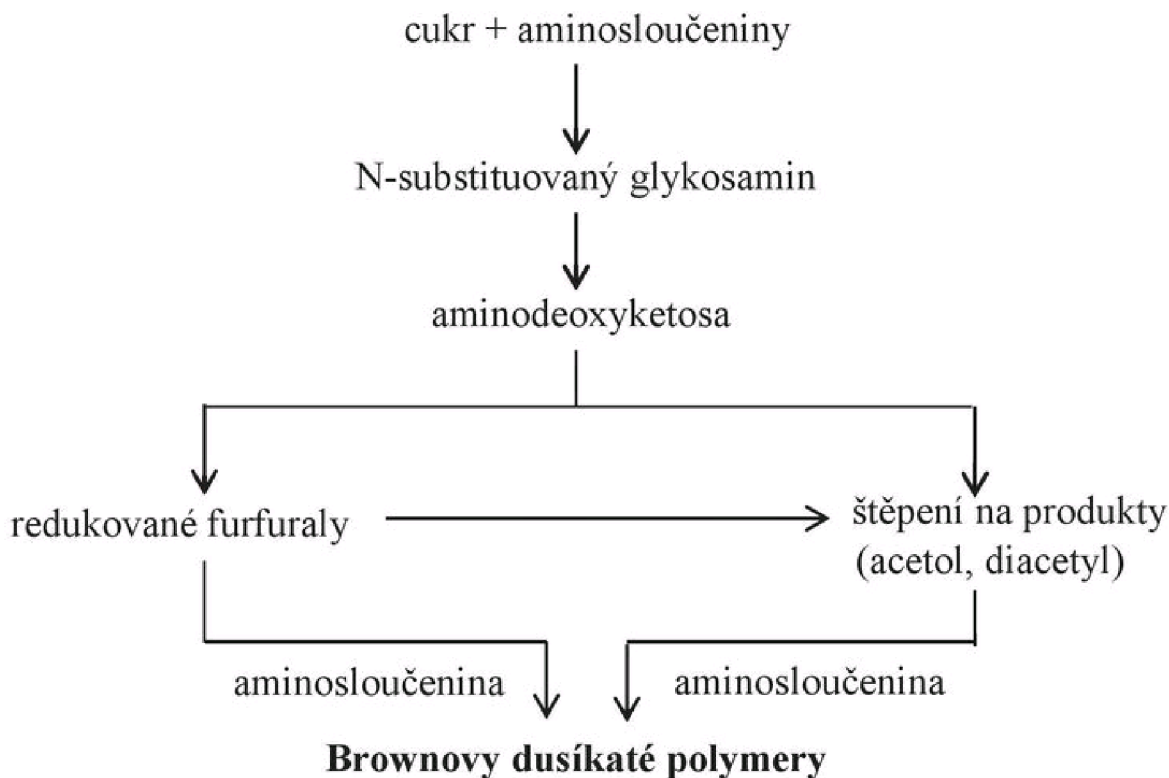 cukr + aminosloučeniny
N-substituovaný glykosamin
aminodeoxyketosa
redukované furfuraly
štěpení na produkty
(acetol, diacetyl)
aminosloučenina
aminosloučenina
Brownovy dusíkaté polymery